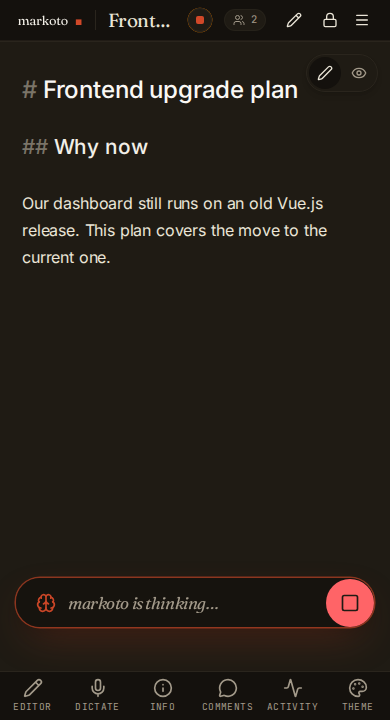 markoto
Front...
2
# Frontend upgrade plan
## Why now
Our dashboard still runs on an old Vue.js
release. This plan covers the move to the
current one.
markoto is thinking...
EDITOR DICTATE INFO COMMENTS ACTIVITY THEME